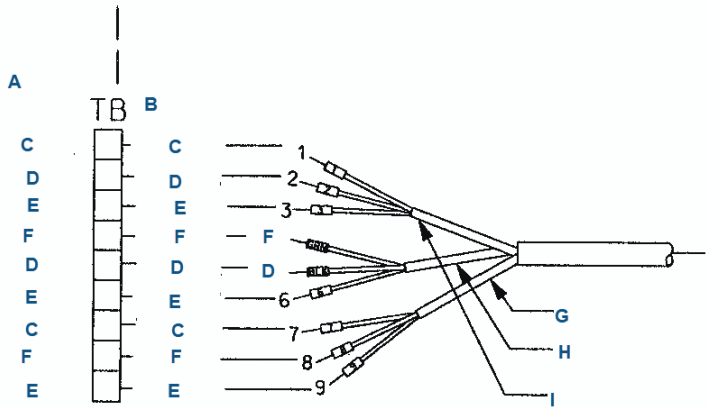 A
TB B
C C 1
D D 2
E E 3
F F F
D D D
E E 6
C C 7
F F 8
E E 9
G
H
I